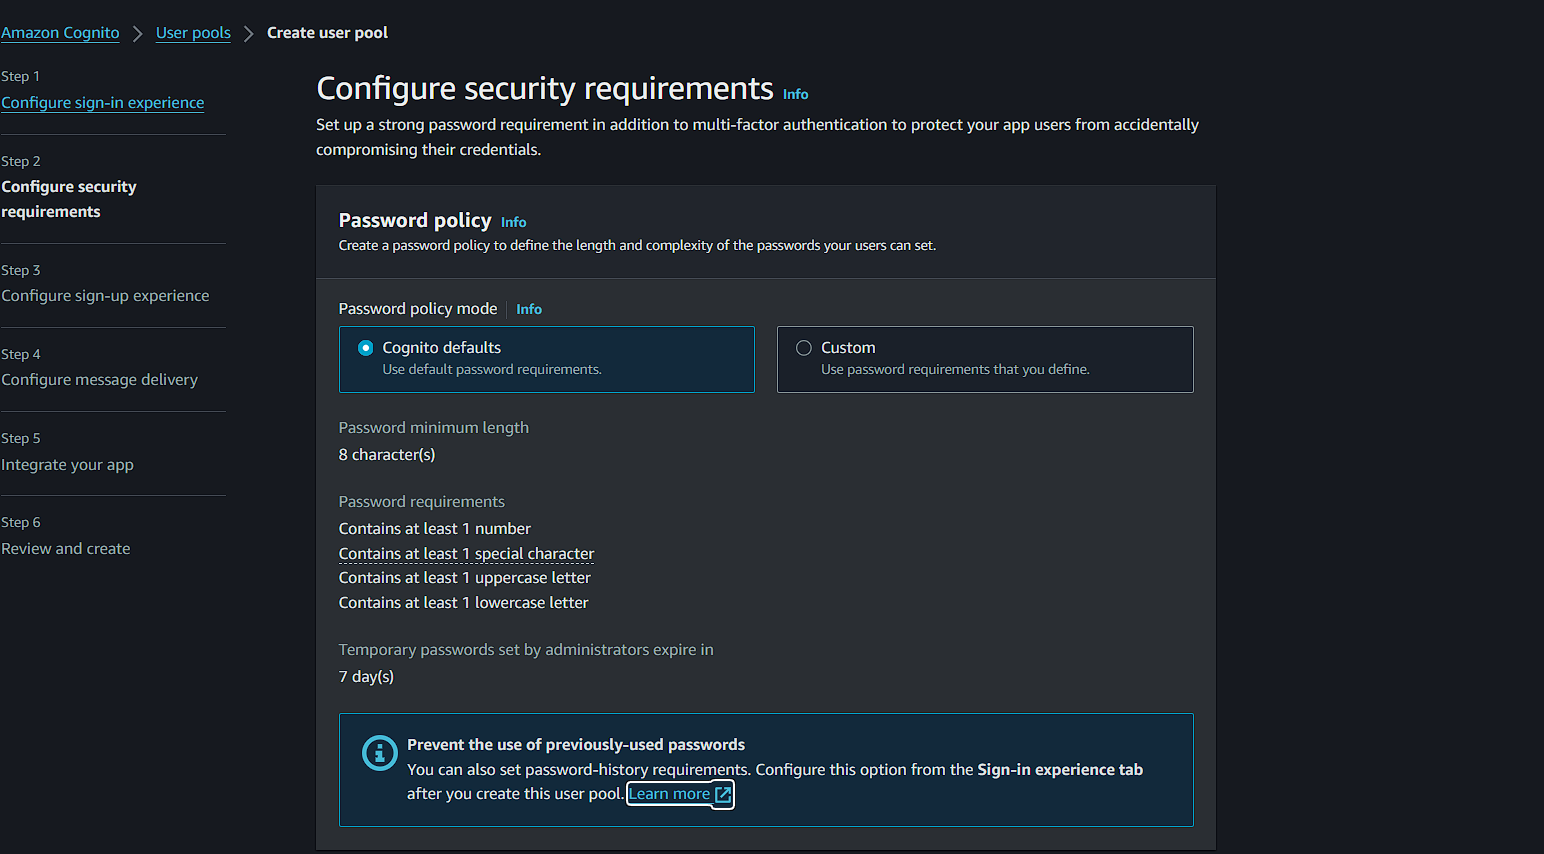 Amazon Cognito > User pools > Create user pool
Step 1
Configure sign-in experience
Step 2
Configure security
requirements
Step 3
Configure sign-up experience
Step 4
Configure message delivery
Step 5
Integrate your app
Step 6
Review and create
Configure security requirements Info
Set up a strong password requirement in addition to multi-factor authentication to protect your app users from accidentally
compromising their credentials.
Password policy Info
Create a password policy to define the length and complexity of the passwords your users can set.
Password policy mode Info
Cognito defaults
Use default password requirements.
Custom
Use password requirements that you define.
Password minimum length
8 character(s)
Password requirements
Contains at least 1 number
Contains at least 1 special character
Contains at least 1 uppercase letter
Contains at least 1 lowercase letter
Temporary passwords set by administrators expire in
7 day(s)
Prevent the use of previously-used passwords
You can also set password-history requirements. Configure this option from the Sign-in experience tab
after you create this user pool. Learn more